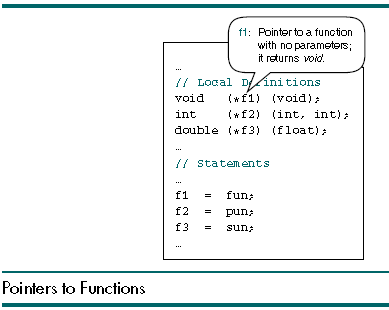 f1: Pointer to a function
with no parameters;
it returns void.
…
// Local Definitions
void (*f1) (void);
int (*f2) (int, int);
double (*f3) (float);
…
// Statements
…
f1 = fun;
f2 = pun;
f3 = sun;
…
Pointers to Functions